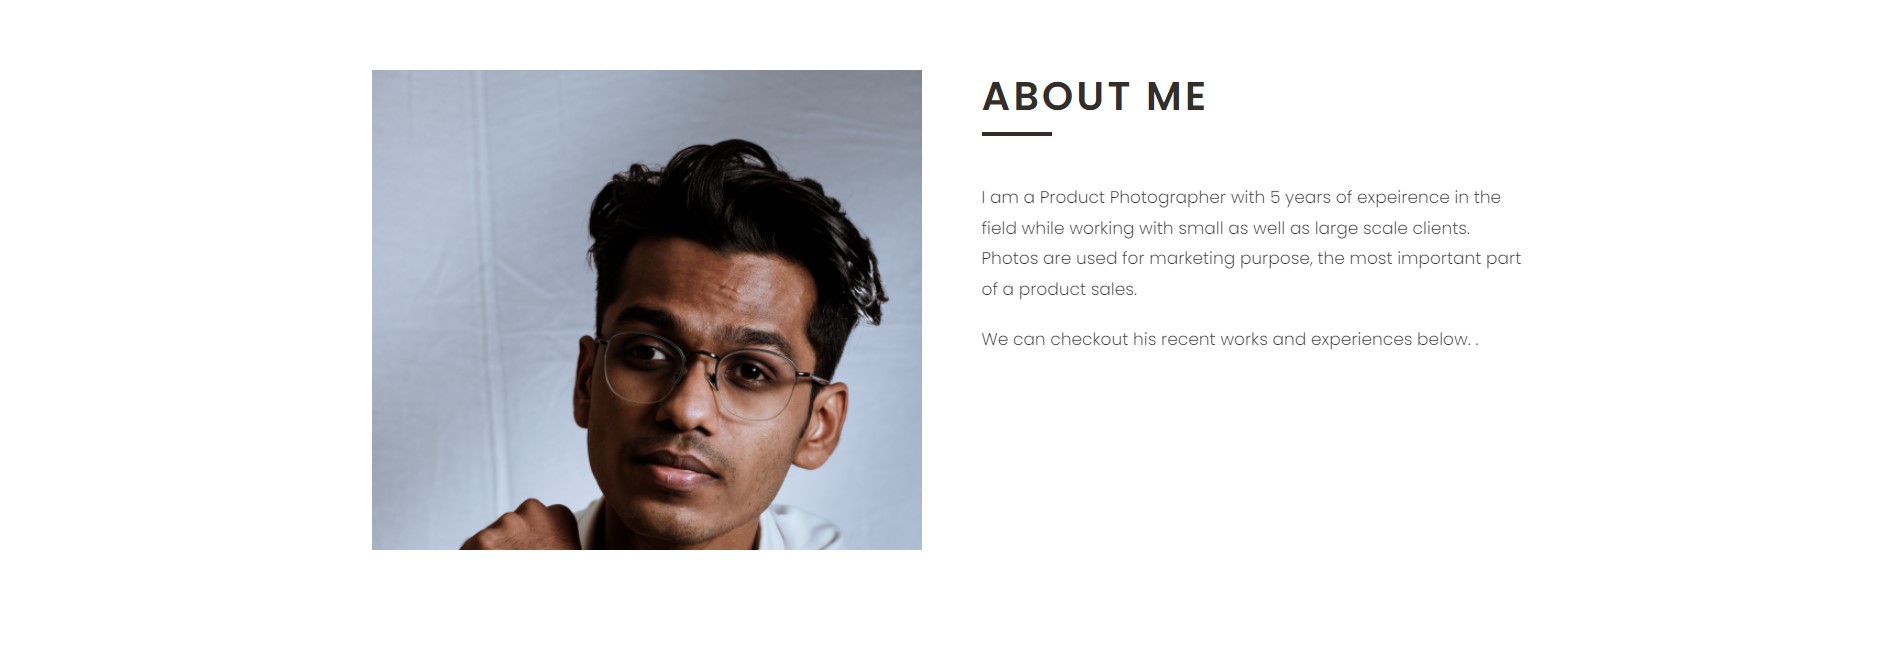 ABOUT ME
I am a Product Photographer with 5 years of expeirence in the
field while working with small as well as large scale clients.
Photos are used for marketing purpose, the most important part
of a product sales.
We can checkout his recent works and experiences below. .